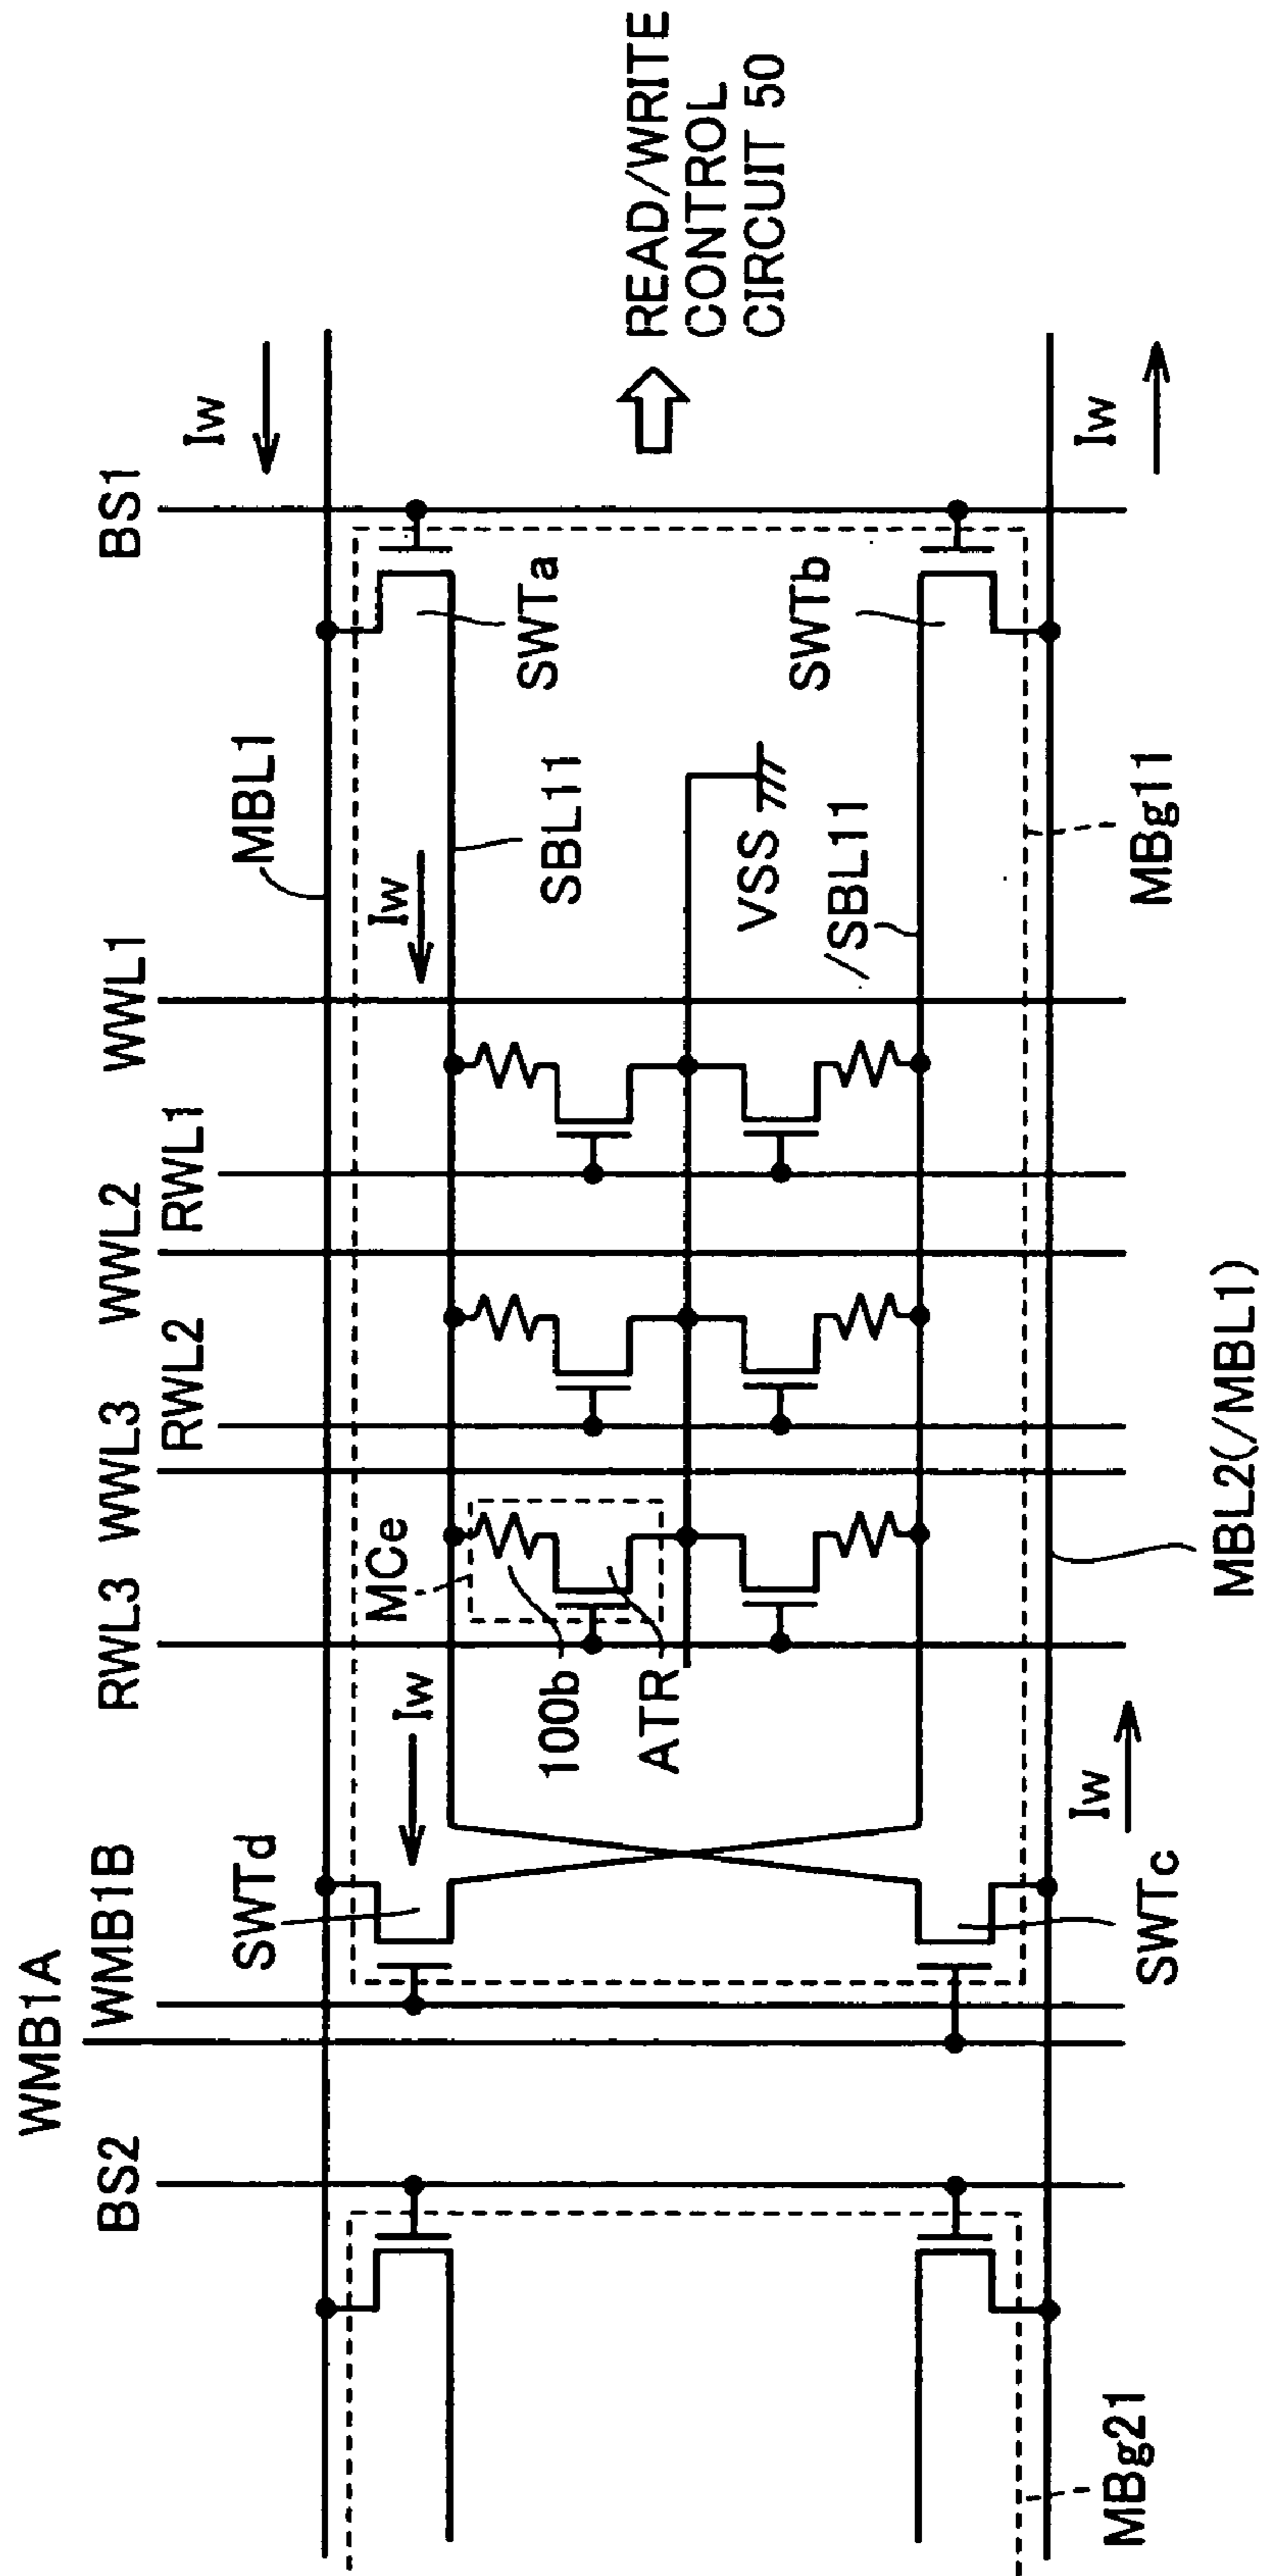 WMB1A
BS2
WMB1B
RWL3
WWL3
RWL2
WWL2
RWL1
WWL1
BS1
SWTd
Iw
MCe
MBL1
Iw
Iw
100b
ATR
SBL11
SWTa
VSS
/SBL11
SWTb
READ/WRITE
CONTROL
CIRCUIT 50
MBg21
SWTc
Iw
MBL2(/MBL1)
MBg11
Iw